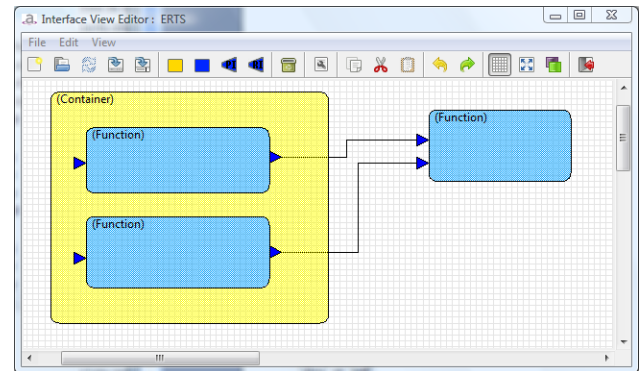 .a. Interface View Editor : ERTS
File Edit View
(Container)
(Function)
(Function)
(Function)